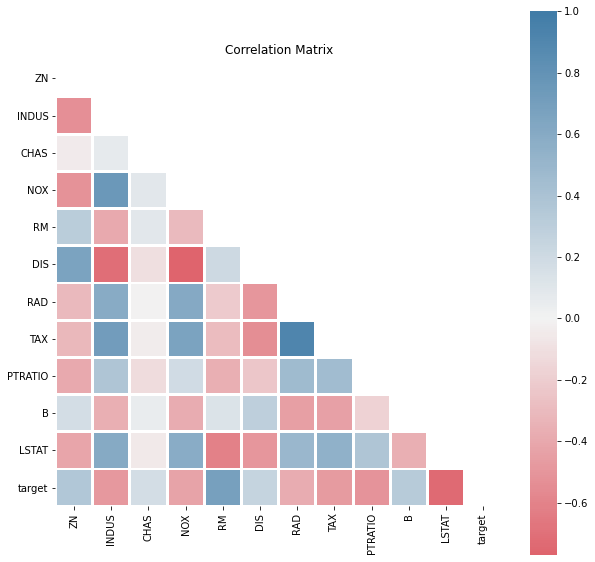 Correlation Matrix
ZN
INDUS
CHAS
NOX
RM
DIS
RAD
TAX
PTRATIO
B
LSTAT
target
ZN
INDUS
CHAS
NOX
RM
DIS
RAD
TAX
PTRATIO
B
LSTAT
target
1.0
0.8
0.6
0.4
0.2
0.0
−0.2
−0.4
−0.6